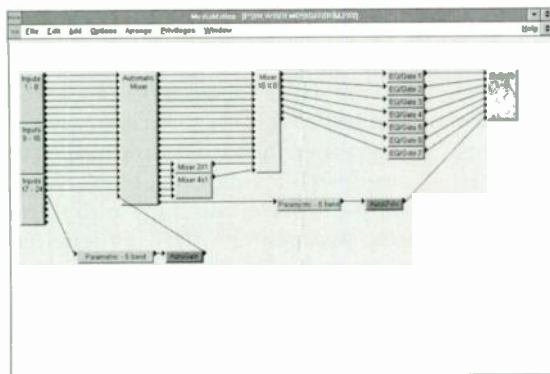 File Edit Add Options Arrange Privileges Window Help
Inputs
1 - 8
Inputs
9 - 16
Inputs
17 - 24
Automatic
Mixer
Mixer 2x1
Mixer 4x1
Mixer
EQ/Gate 1
EQ/Gate 2
EQ/Gate 3
EQ/Gate 4
EQ/Gate 5
EQ/Gate 6
EQ/Gate 7
Parametric - 5 band
Parametric - 5 band
AutoGain